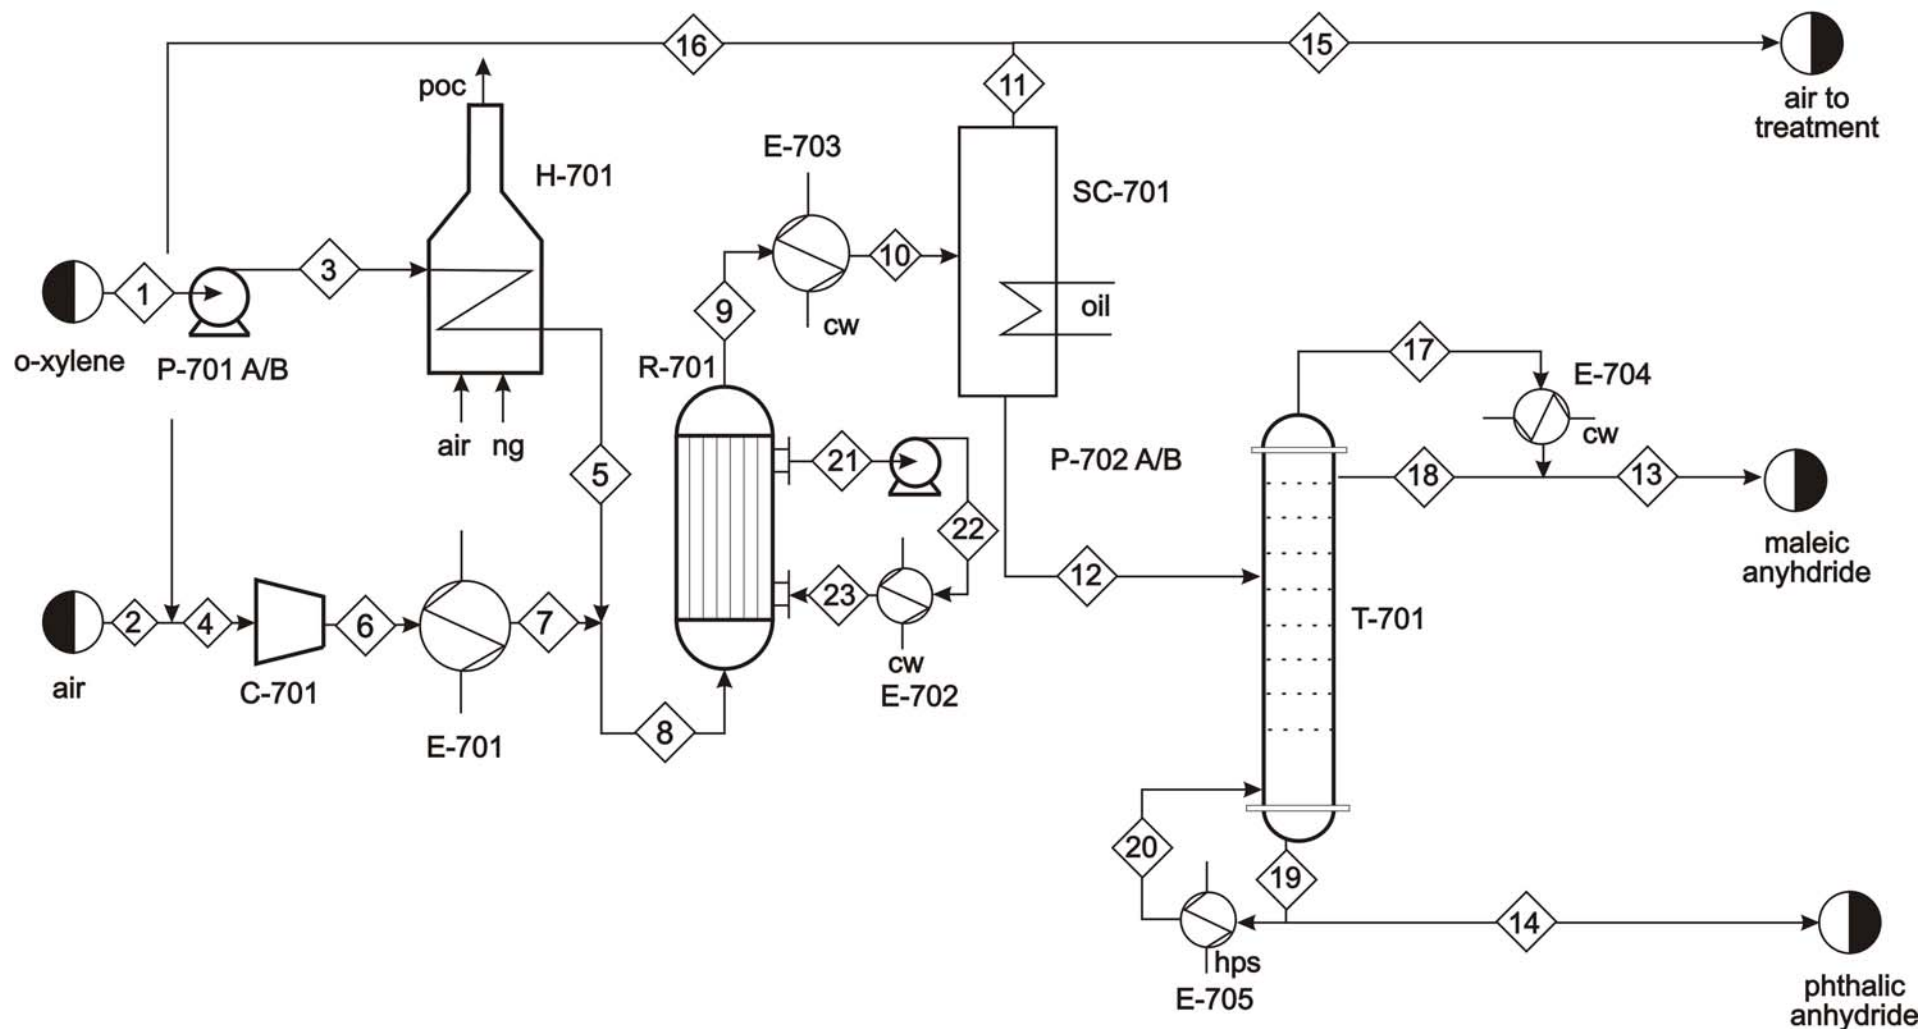 16
15
poc
11
air to
treatment
E-703
H-701
SC-701
3
10
1
9
oil
cw
o-xylene
P-701 A/B
R-701
17
E-704
cw
air ng
5
21
P-702 A/B
18
13
22
maleic
anyhdride
12
23
2
4
6
7
T-701
cw
E-702
air
C-701
E-701
8
20
19
14
hps
E-705
phthalic
anhydride